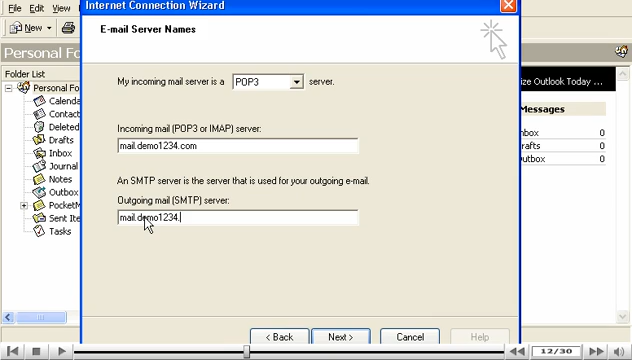 File Edit View
Internet Connection Wizard
New
E-mail Server Names
Personal Fo
Folder List
ize Outlook Today ...
My incoming mail server is a POP3 server.
Personal Fo
Calenda
Messages
Contact
Incoming mail (POP3 or IMAP) server:
Deleted
nbox 0
Drafts
mail.demo1234.com
rafts 0
Inbox
utbox 0
Journal
Notes
An SMTP server is the server that is used for your outgoing e-mail.
Outbox
Outgoing mail (SMTP) server:
PocketM
Sent Ite
mail.demo1234.
Tasks
< Back Next > Cancel Help
12/30